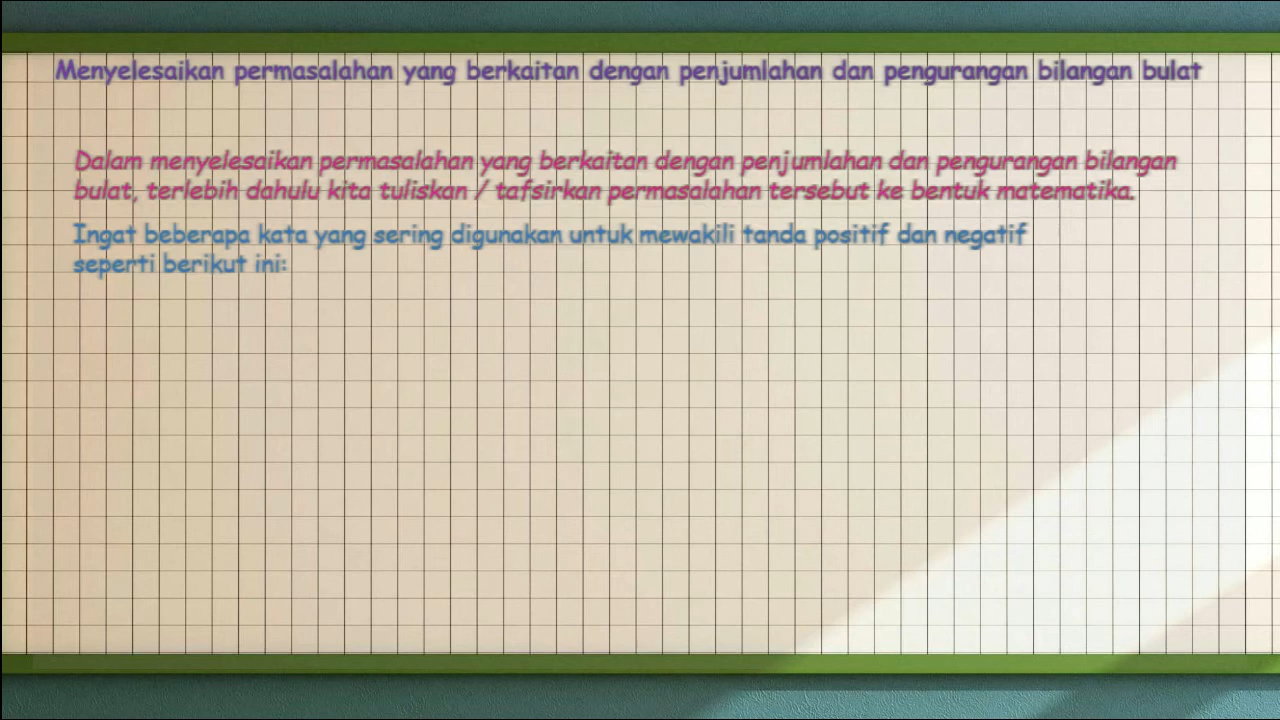 Menyelesaikan permasalahan yang berkaitan dengan penjumlahan dan pengurangan bilangan bulat
Dalam menyelesaikan permasalahan yang berkaitan dengan penjumlahan dan pengurangan bilangan
bulat, terlebih dahulu kita tuliskan / tafsirkan permasalahan tersebut ke bentuk matematika.
Ingat beberapa kata yang sering digunakan untuk mewakili tanda positif dan negatif
seperti berikut ini: